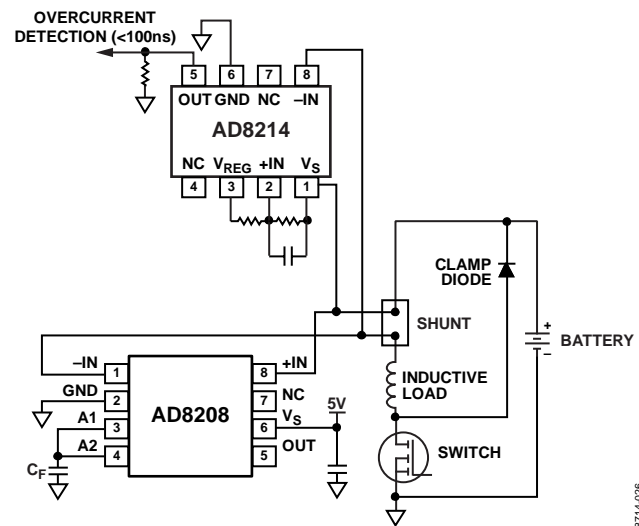 OVERCURRENT
DETECTION (<100ns)
5 6 7 8
OUT GND NC –IN
AD8214
NC VREG +IN VS
4 3 2 1
CLAMP
DIODE
SHUNT
+
–
BATTERY
INDUCTIVE
LOAD
SWITCH
–IN 1
GND 2
A1 3
A2 4
CF
AD8208
8 +IN
7 NC
6 VS
5 OUT
5V